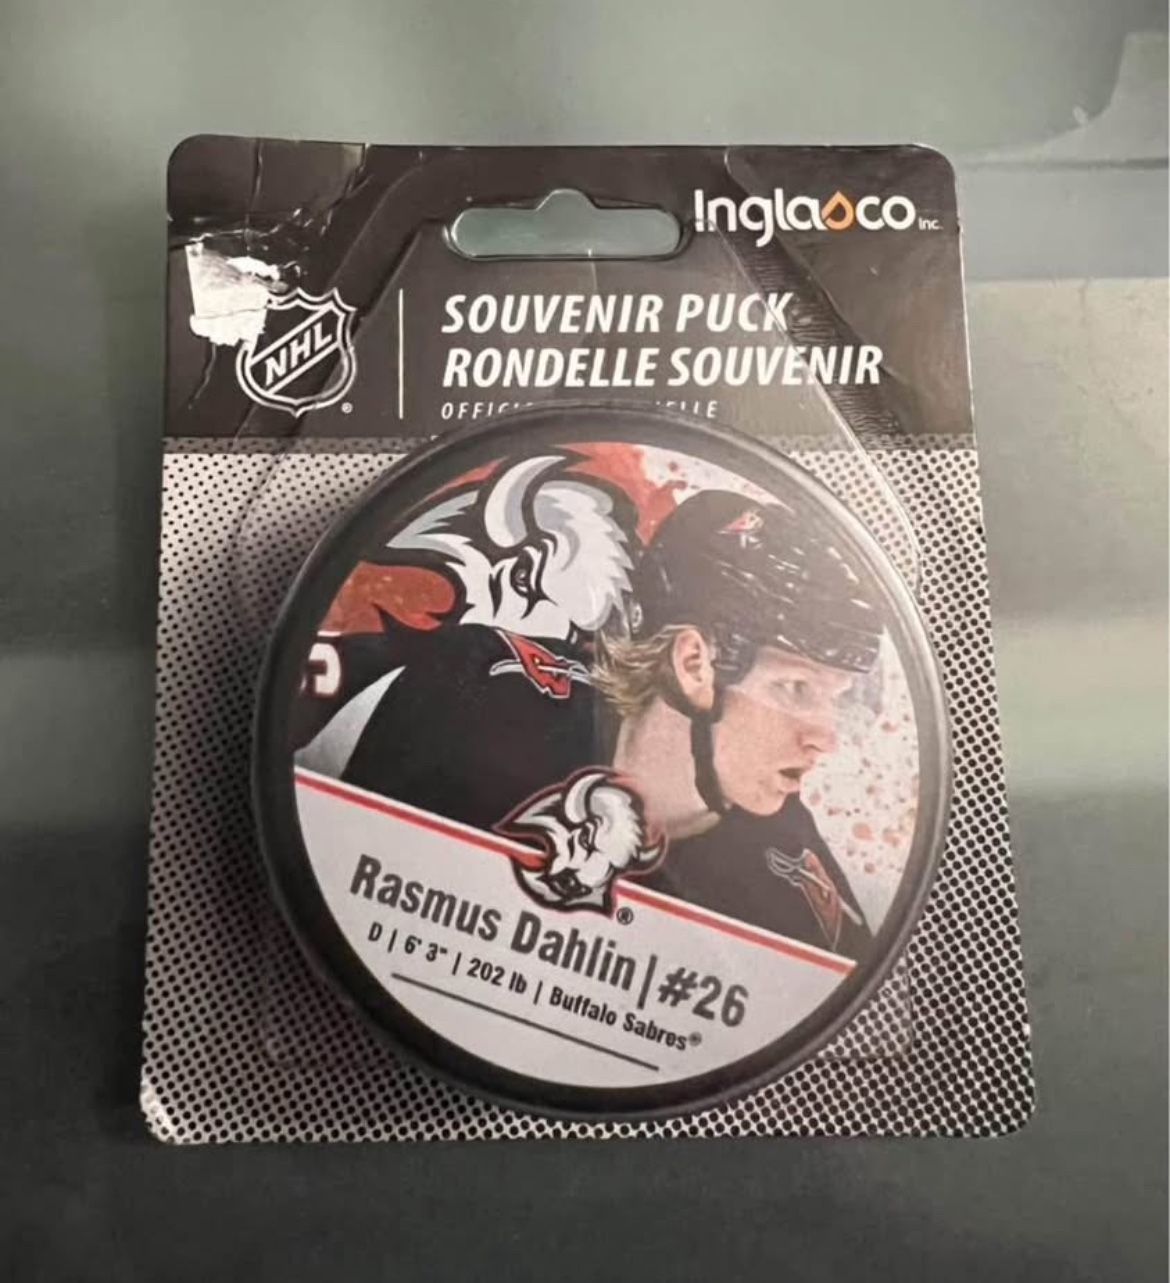 Inglasco Inc.
NHL ®
SOUVENIR PUCK
RONDELLE SOUVENIR
Rasmus Dahlin | #26
D | 6' 3" | 202 lb | Buffalo Sabres®
®